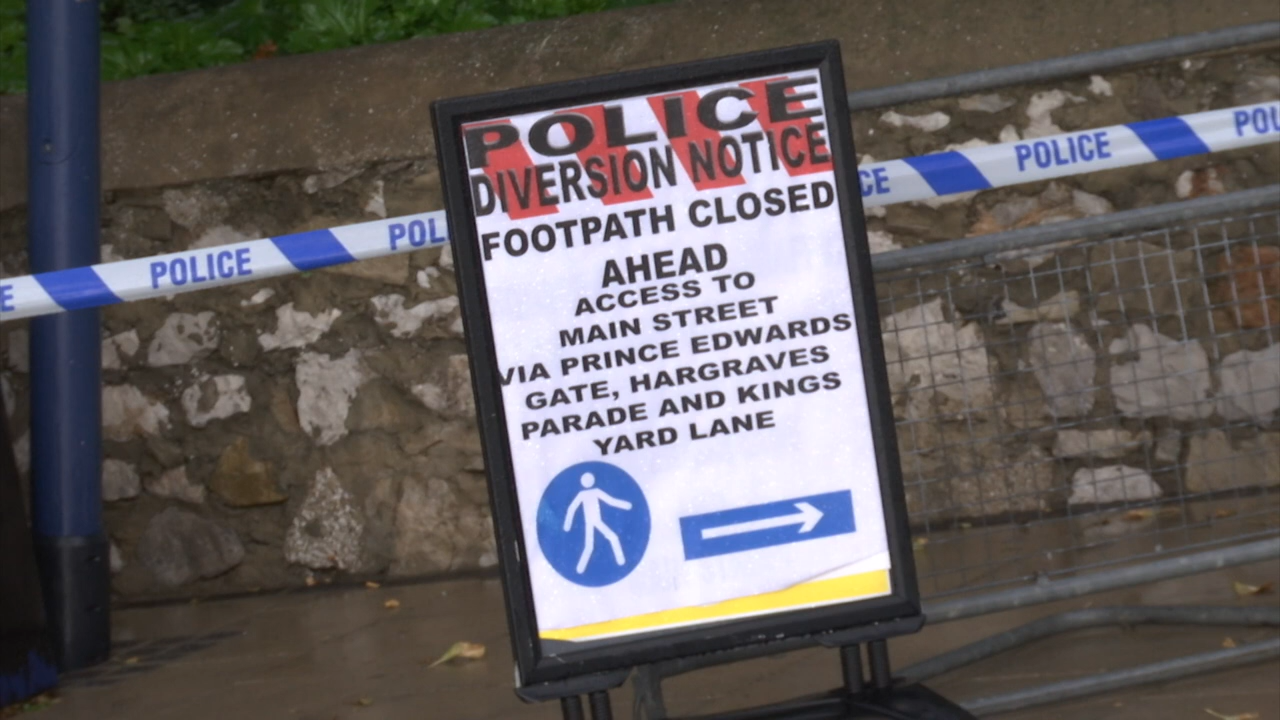 POLICE
DIVERSION NOTICE
FOOTPATH CLOSED
AHEAD
ACCESS TO
MAIN STREET
VIA PRINCE EDWARDS
GATE, HARGRAVES
PARADE AND KINGS
YARD LANE
E POLICE POL
CE POLICE POL